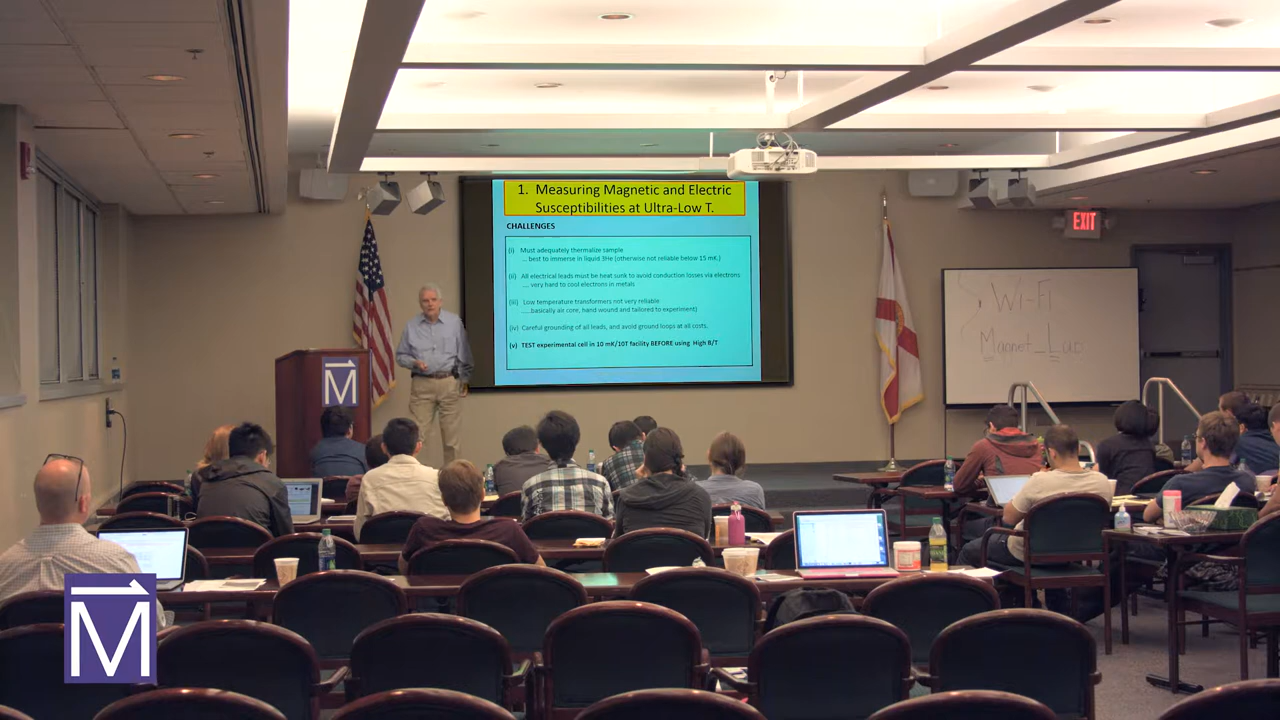 1. Measuring Magnetic and Electric
Susceptibilities at Ultra-Low T.
CHALLENGES
(i) Must adequately thermalize sample
... best to immerse in liquid 3He (otherwise not reliable below 15 mK.)
(ii) All electrical leads must be heat sunk to avoid conduction losses via electrons
.... very hard to cool electrons in metals
(iii) Low temperature transformers not very reliable
.....basically air core, hand wound and tailored to experiment)
(iv) Careful grounding of all leads, and avoid ground loops at all costs.
(v) TEST experimental cell in 10 mK/10T facility BEFORE using High B/T
EXIT
Wi-Fi
Magnet_Lab
M
M